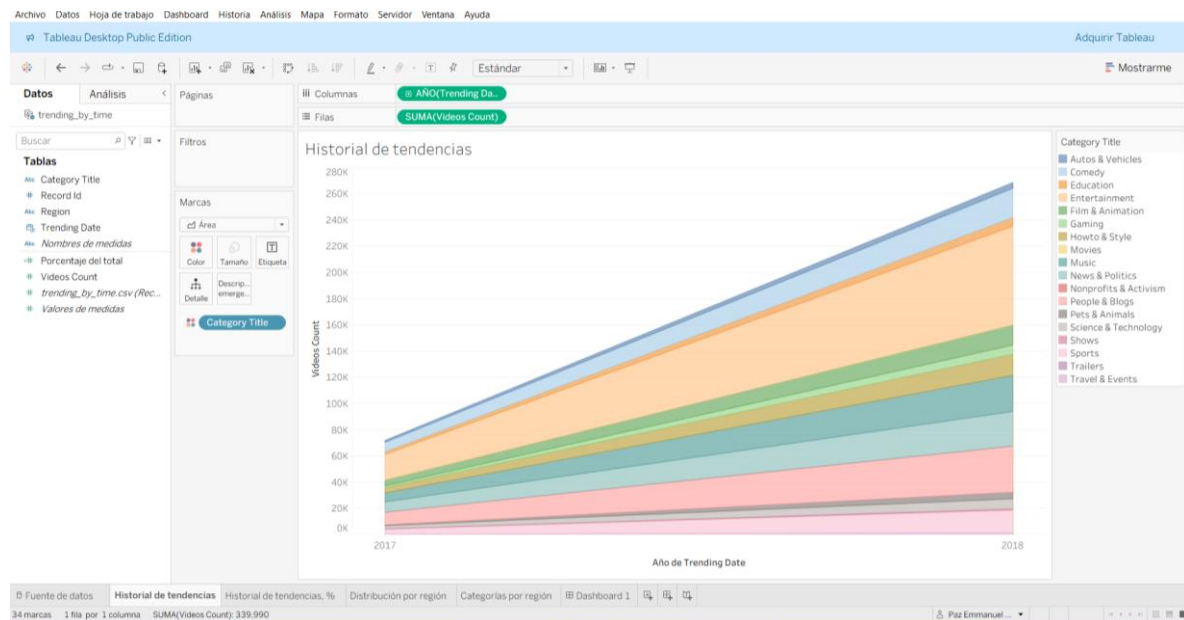 Archivo Datos Hoja de trabajo Dashboard Historia Análisis Mapa Formato Servidor Ventana Ayuda
Tableau Desktop Public Edition
Adquirir Tableau
Estándar
Mostrarme
Datos
Análisis
trending_by_time
Buscar
Tablas
Abc Category Title
# Record Id
Abc Region
Trending Date
Abc Nombres de medidas
Porcentaje del total
# Videos Count
# trending_by_time.csv (Rec...
# Valores de medidas
Páginas
Filtros
Marcas
Área
Color
Tamaño
Etiqueta
Detalle
Descrip... emerge...
Category Title
Columnas
AÑO(Trending Da..
Filas
SUMA(Videos Count)
Historial de tendencias
280K
260K
240K
220K
200K
180K
160K
140K
120K
100K
80K
60K
40K
20K
0K
Videos Count
2017
2018
Año de Trending Date
Category Title
Autos & Vehicles
Comedy
Education
Entertainment
Film & Animation
Gaming
Howto & Style
Movies
Music
News & Politics
Nonprofits & Activism
People & Blogs
Pets & Animals
Science & Technology
Shows
Sports
Trailers
Travel & Events
Fuente de datos
Historial de tendencias
Historial de tendencias, %
Distribución por región
Categorías por región
Dashboard 1
34 marcas 1 fila por 1 columna SUMA(Videos Count): 339.990
Paz Emmanuel ...